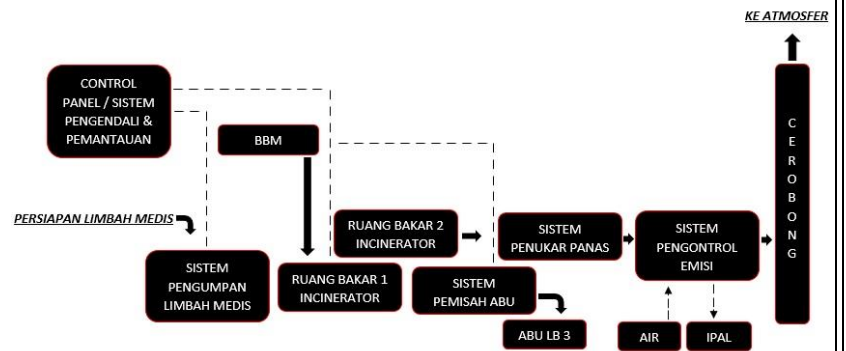 KE ATMOSFER
CONTROL
PANEL / SISTEM
PENGENDALI &
PEMANTAUAN
BBM
CEROBONG
PERSIAPAN LIMBAH MEDIS
RUANG BAKAR 2
INCINERATOR
SISTEM
PENUKAR PANAS
SISTEM
PENGONTROL
EMISI
SISTEM
PENGUMPAN
LIMBAH MEDIS
RUANG BAKAR 1
INCINERATOR
SISTEM
PEMISAH ABU
ABU LB 3
AIR
IPAL